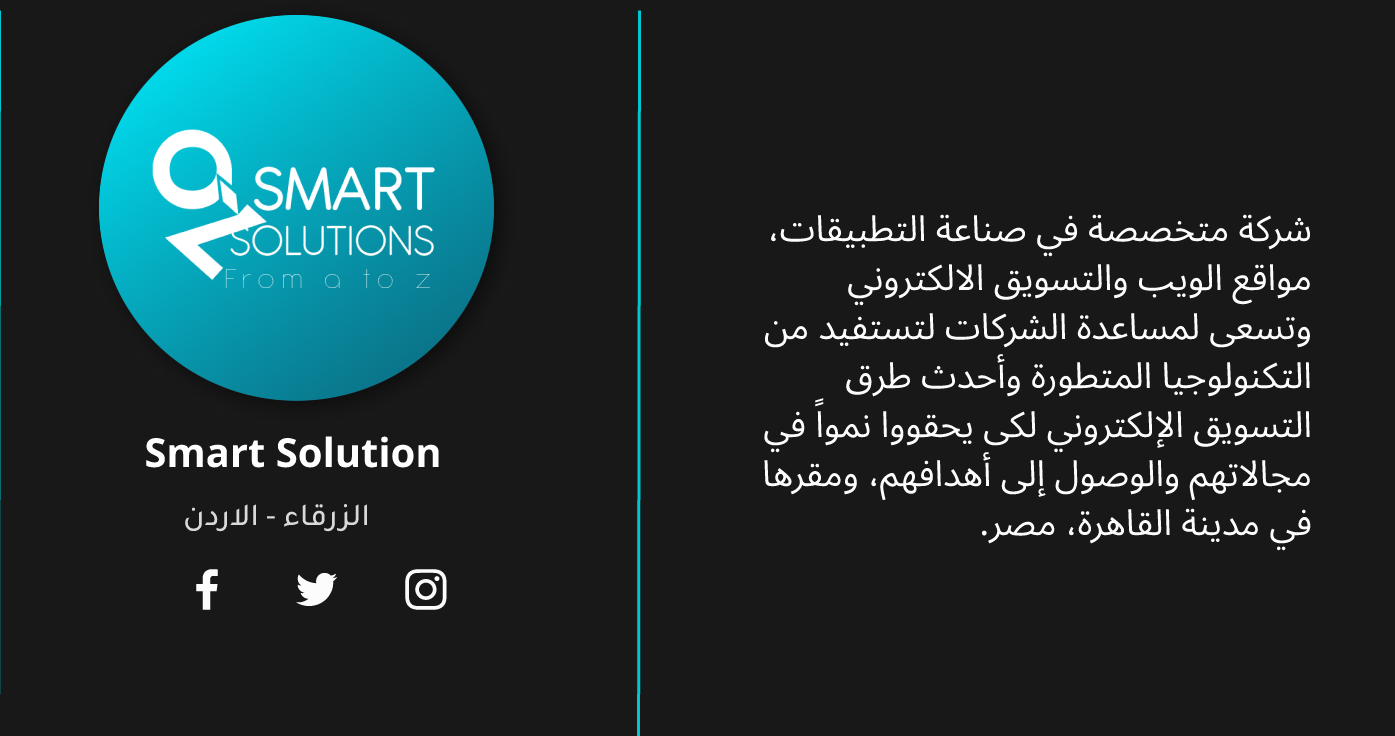 SMART
SOLUTIONS
From a to z
Smart Solution
الزرقاء - الاردن
شركة متخصصة في صناعة التطبيقات،
مواقع الويب والتسويق الالكتروني
وتسعى لمساعدة الشركات لتستفيد من
التكنولوجيا المتطورة وأحدث طرق
التسويق الإلكتروني لكى يحقووا نمواً في
مجالاتهم والوصول إلى أهدافهم، ومقرها
في مدينة القاهرة، مصر.